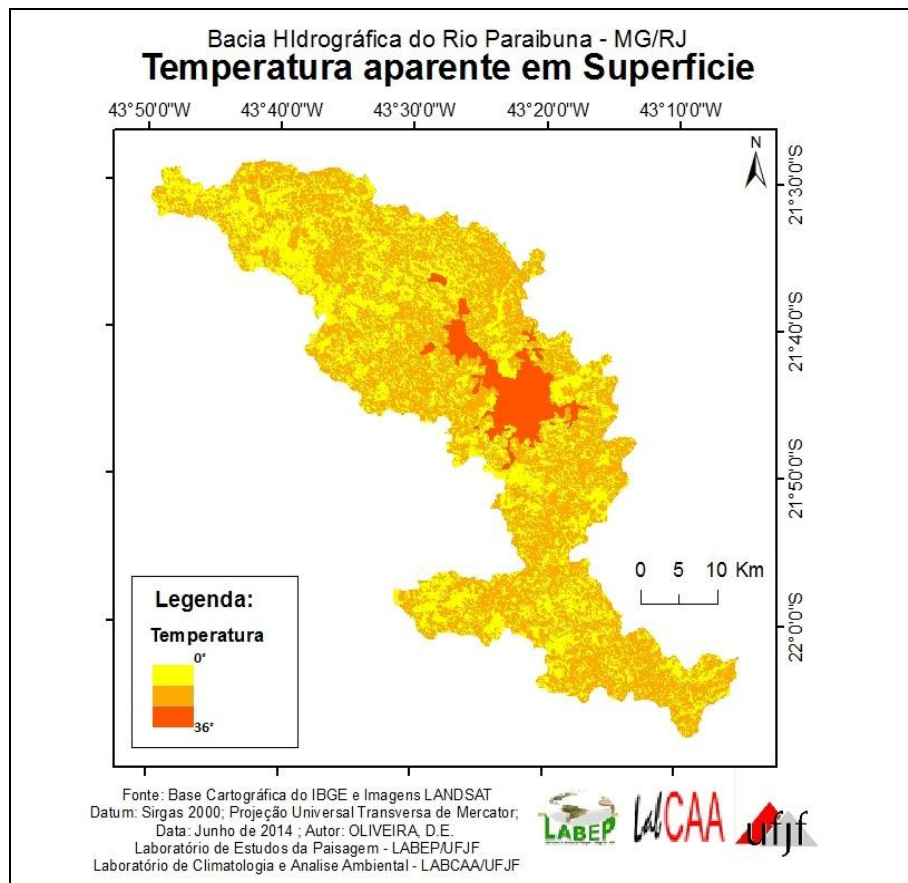 Bacia HIdrográfica do Rio Paraibuna - MG/RJ
Temperatura aparente em Superficie
43°50'0"W 43°40'0"W 43°30'0"W 43°20'0"W 43°10'0"W
N
21°30'0"S
21°40'0"S
21°50'0"S
22°0'0"S
0 5 10 Km
Legenda:
Temperatura
0°
36°
Fonte: Base Cartográfica do IBGE e Imagens LANDSAT
Datum: Sirgas 2000; Projeção Universal Transversa de Mercator;
Data: Junho de 2014 ; Autor: OLIVEIRA, D.E.
Laboratório de Estudos da Paisagem - LABEP/UFJF
Laboratório de Climatologia e Analise Ambiental - LABCAA/UFJF
LABEP
LabCAA
ufjf